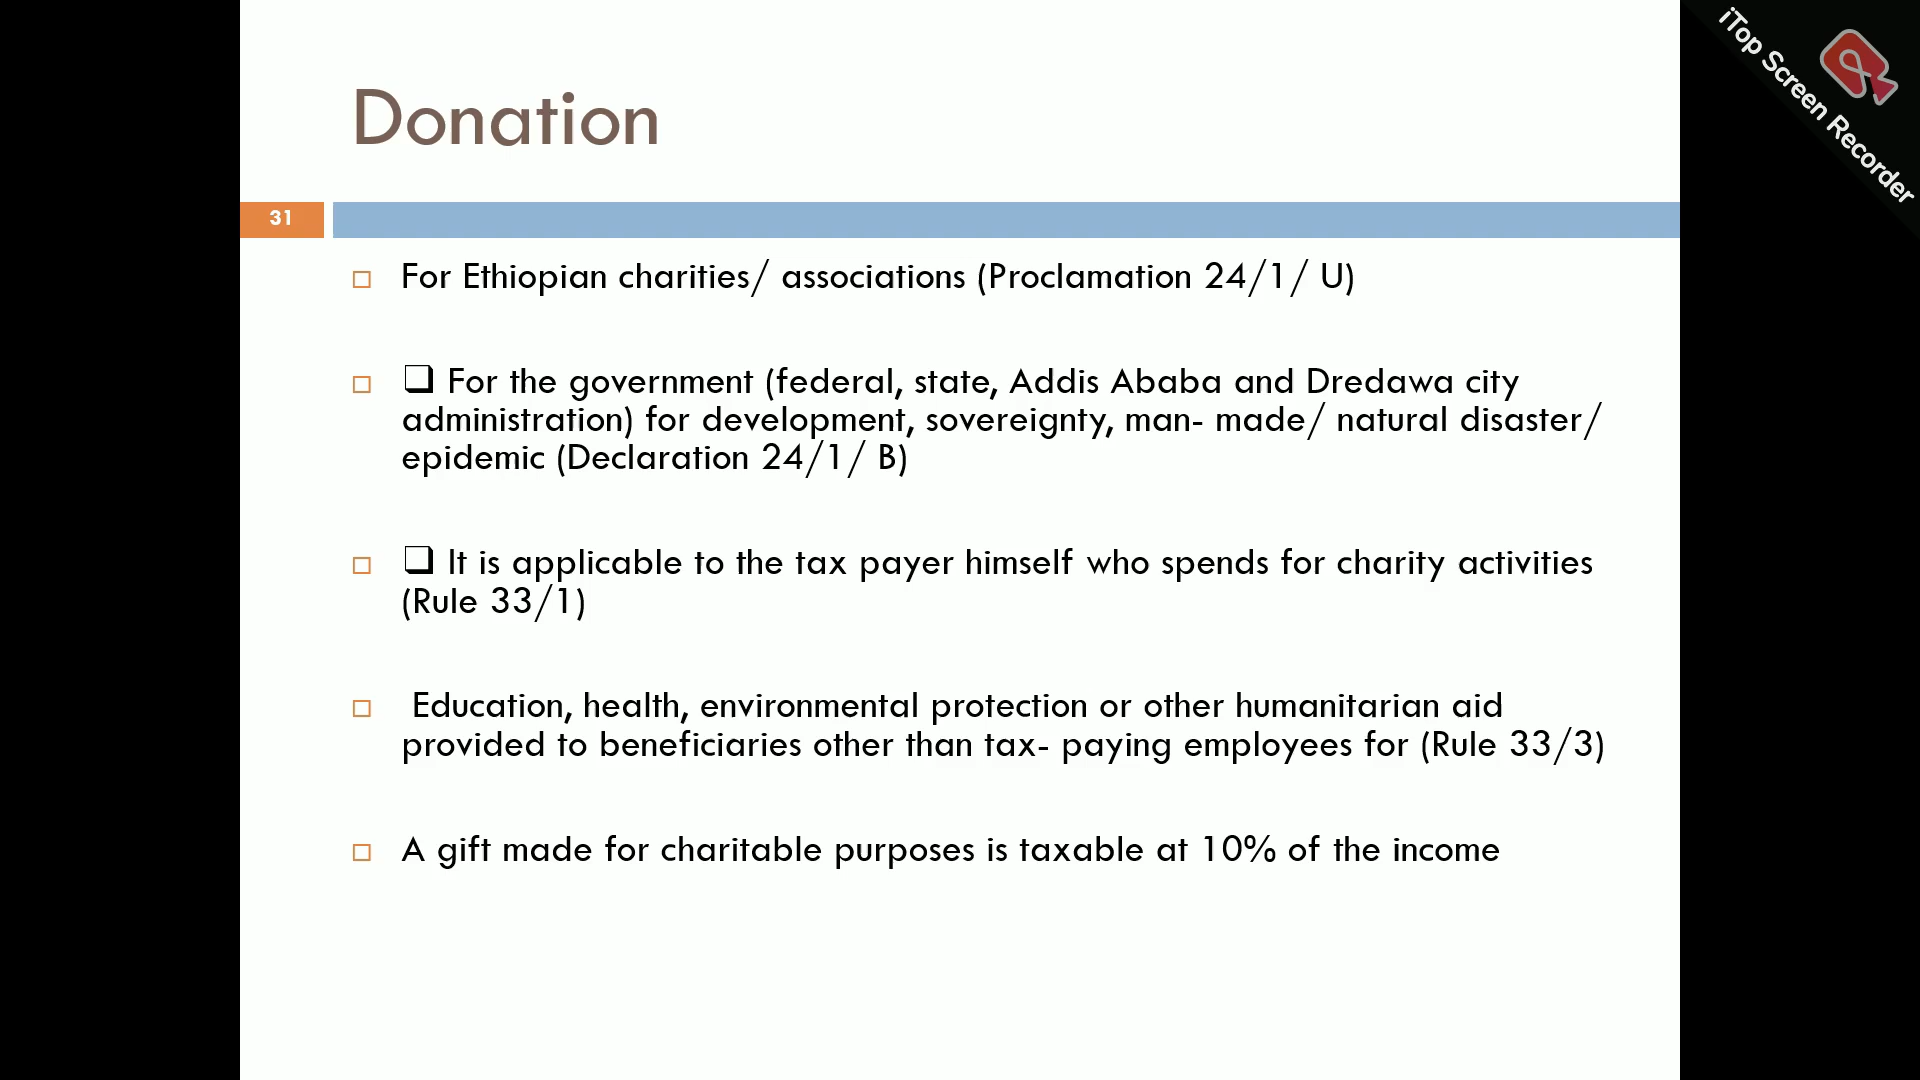 Donation
31
For Ethiopian charities/ associations (Proclamation 24/1/ U)
❑ For the government (federal, state, Addis Ababa and Dredawa city
administration) for development, sovereignty, man- made/ natural disaster/
epidemic (Declaration 24/1/ B)
❑ It is applicable to the tax payer himself who spends for charity activities
(Rule 33/1)
Education, health, environmental protection or other humanitarian aid
provided to beneficiaries other than tax- paying employees for (Rule 33/3)
A gift made for charitable purposes is taxable at 10% of the income
iTop Screen Recorder